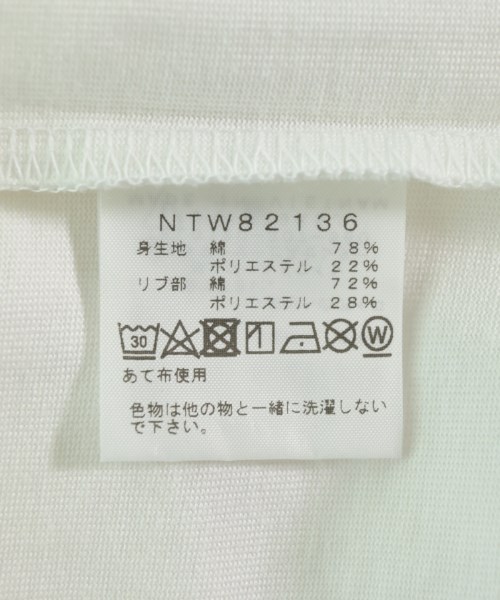 NTW82136
身生地 綿 78%
ポリエステル 22%
リブ部 綿 72%
ポリエステル 28%
30 W
あて布使用
色物は他の物と一緒に洗濯しない
で下さい。